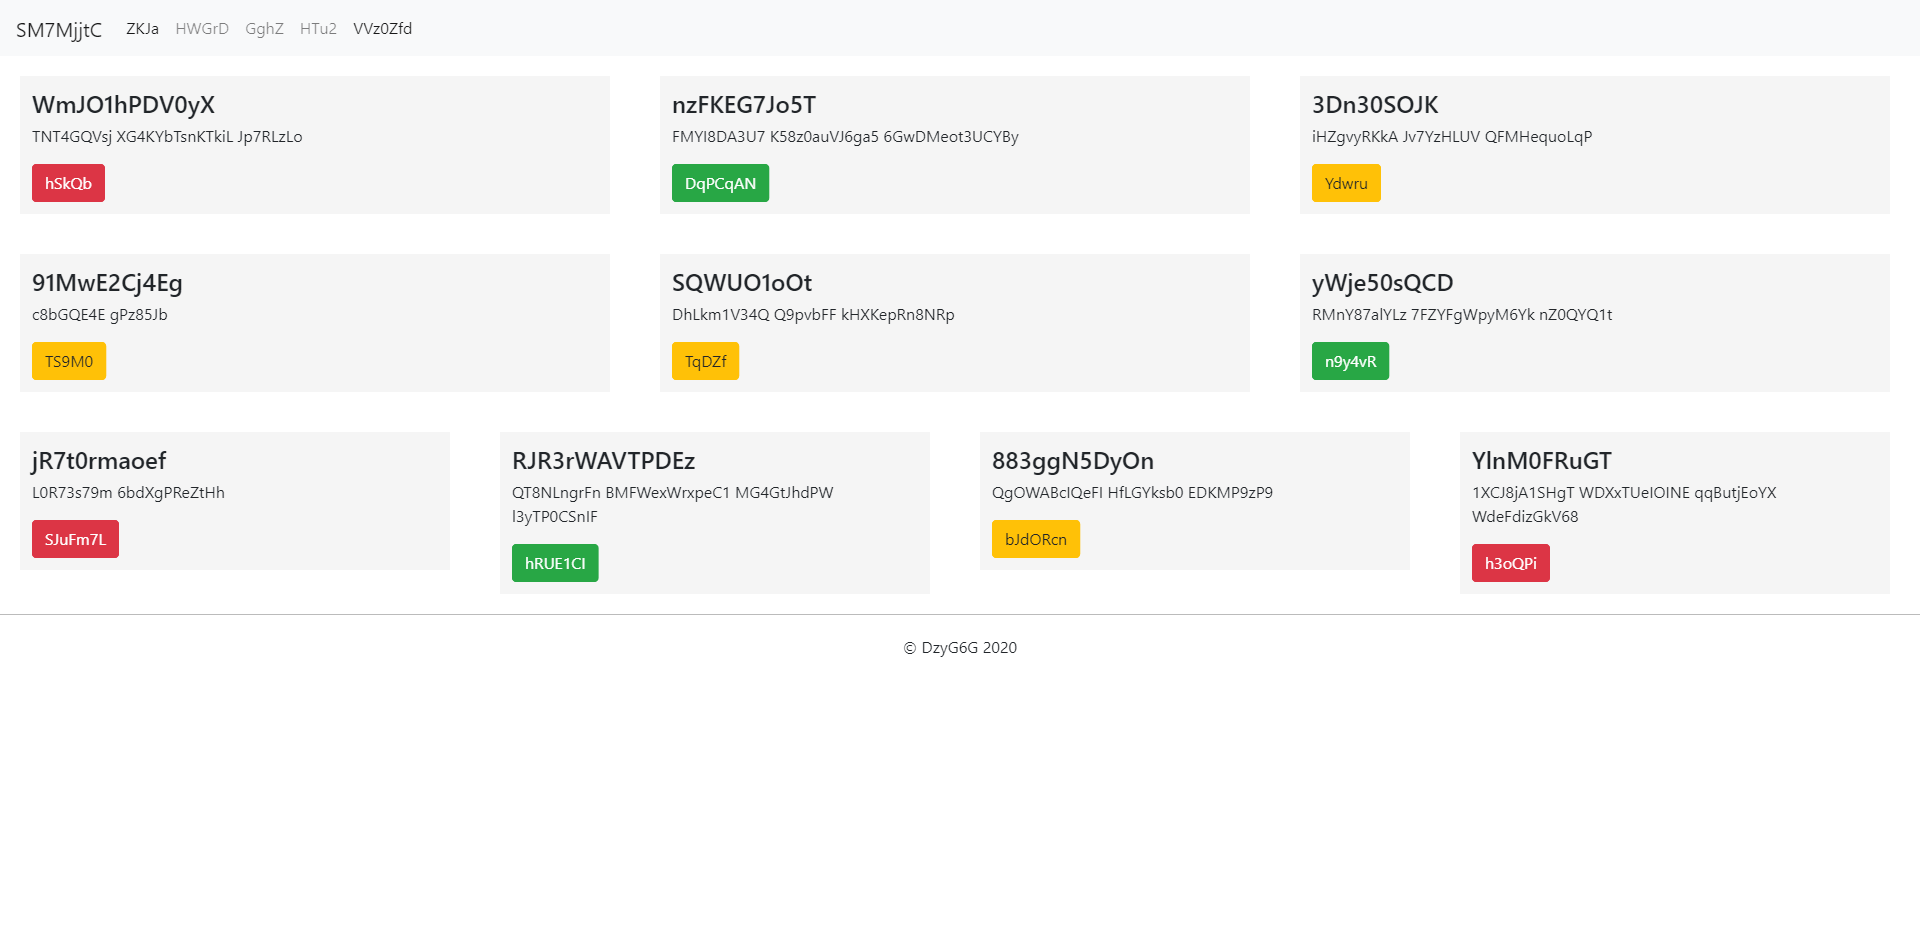 SM7MjjtC ZKJa HWGrD GghZ HTu2 VVz0Zfd
WmJO1hPDV0yX
TNT4GQVsj XG4KYbTsnKTkiL Jp7RLzLo
hSkQb
nzFKEG7Jo5T
FMYI8DA3U7 K58z0auVJ6ga5 6GwDMeot3UCYBy
DqPCqAN
3Dn30SOJK
iHZgvyRKkA Jv7YzHLUV QFMHequoLqP
Ydwru
91MwE2Cj4Eg
c8bGQE4E gPz85Jb
TS9M0
SQWUO1oOt
DhLkm1V34Q Q9pvbFF kHXKepRn8NRp
TqDZf
yWje50sQCD
RMnY87alYLz 7FZYFgWpyM6Yk nZ0QYQ1t
n9y4vR
jR7t0rmaoef
L0R73s79m 6bdXgPReZtHh
SJuFm7L
RJR3rWAVTPDEz
QT8NLngrFn BMFWexWrxpeC1 MG4GtJhdPW
l3yTP0CSnIF
hRUE1CI
883ggN5DyOn
QgOWABcIQeFI HfLGYksb0 EDKMP9zP9
bJdORcn
YlnM0FRuGT
1XCJ8jA1SHgT WDXxTUeIOINE qqButjEoYX
WdeFdizGkV68
h3oQPi
© DzyG6G 2020